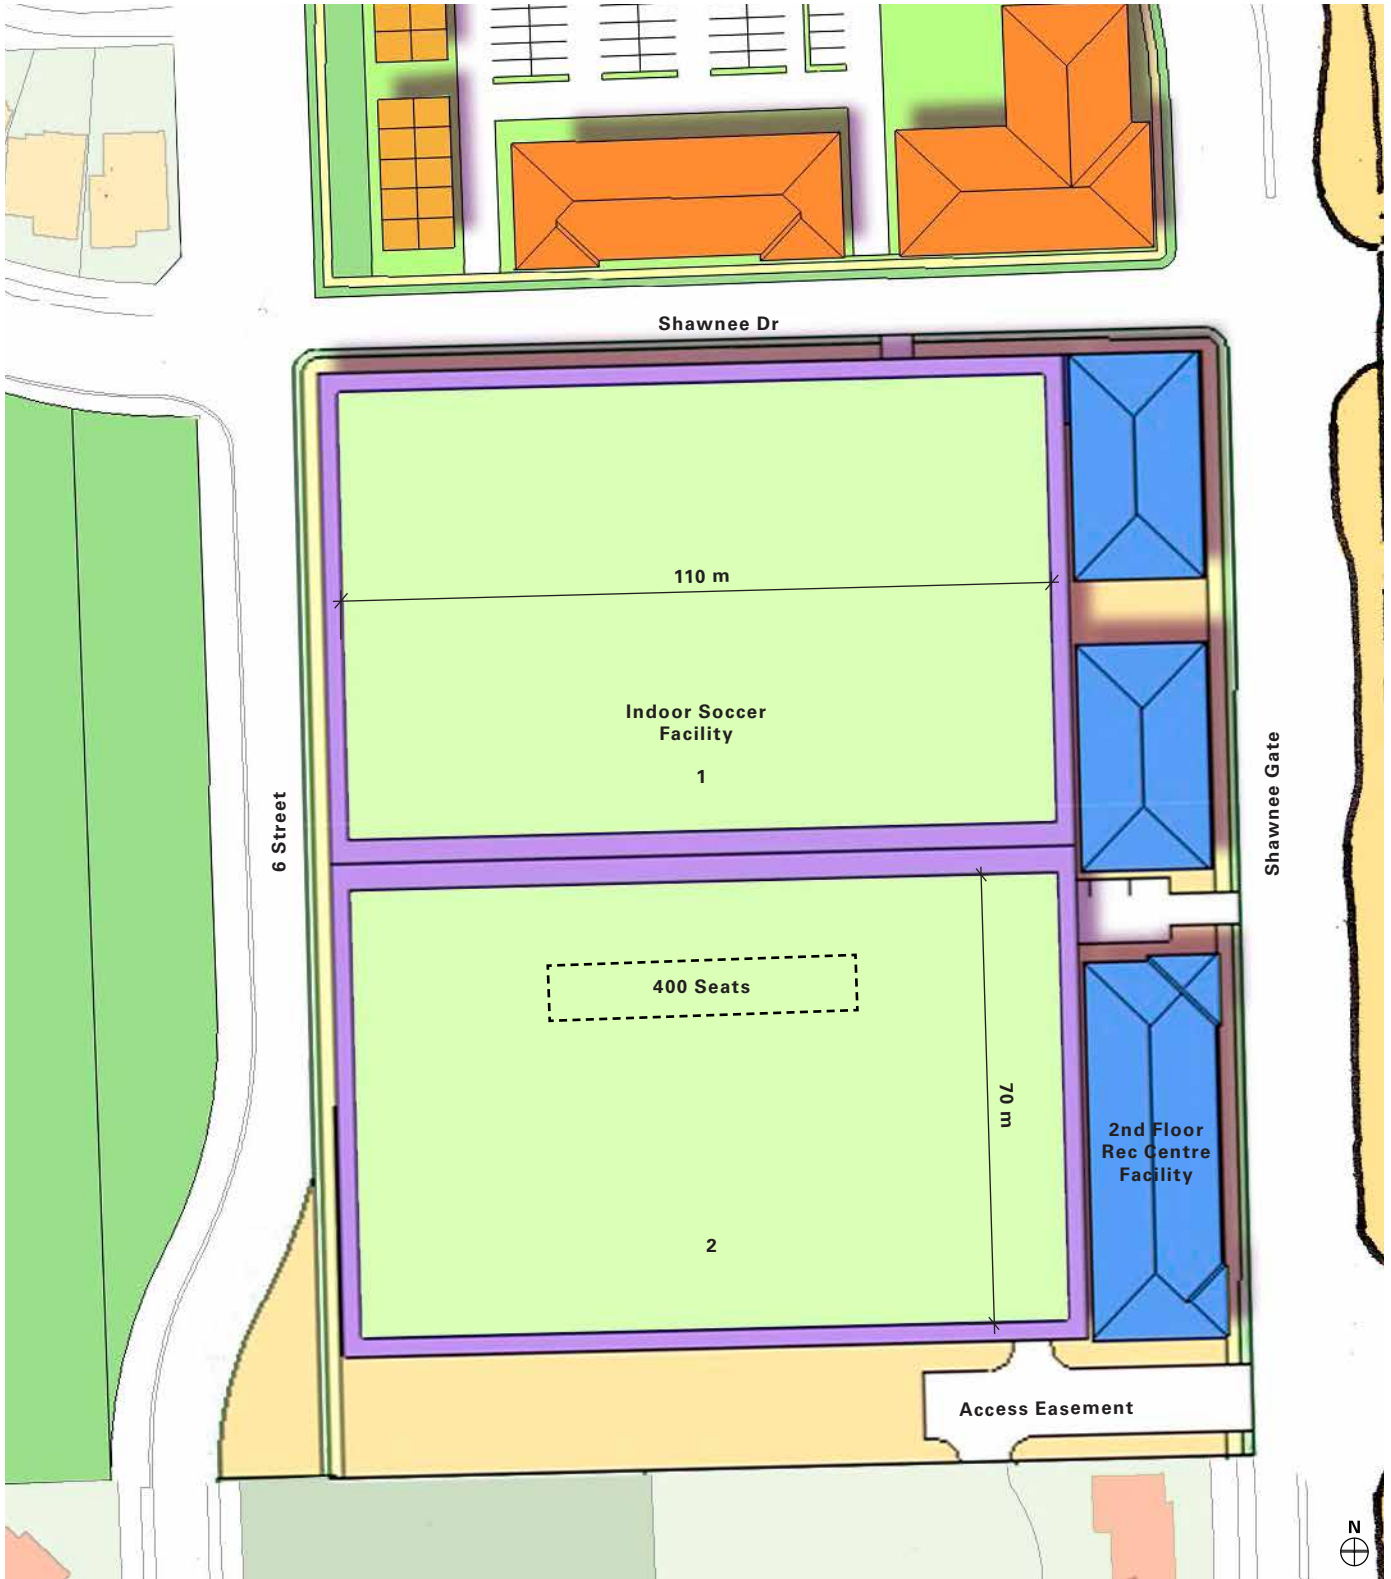 Shawnee Dr
110 m
Indoor Soccer
Facility
1
6 Street
Shawnee Gate
400 Seats
70 m
2nd Floor
Rec Centre
Facility
2
Access Easement
N